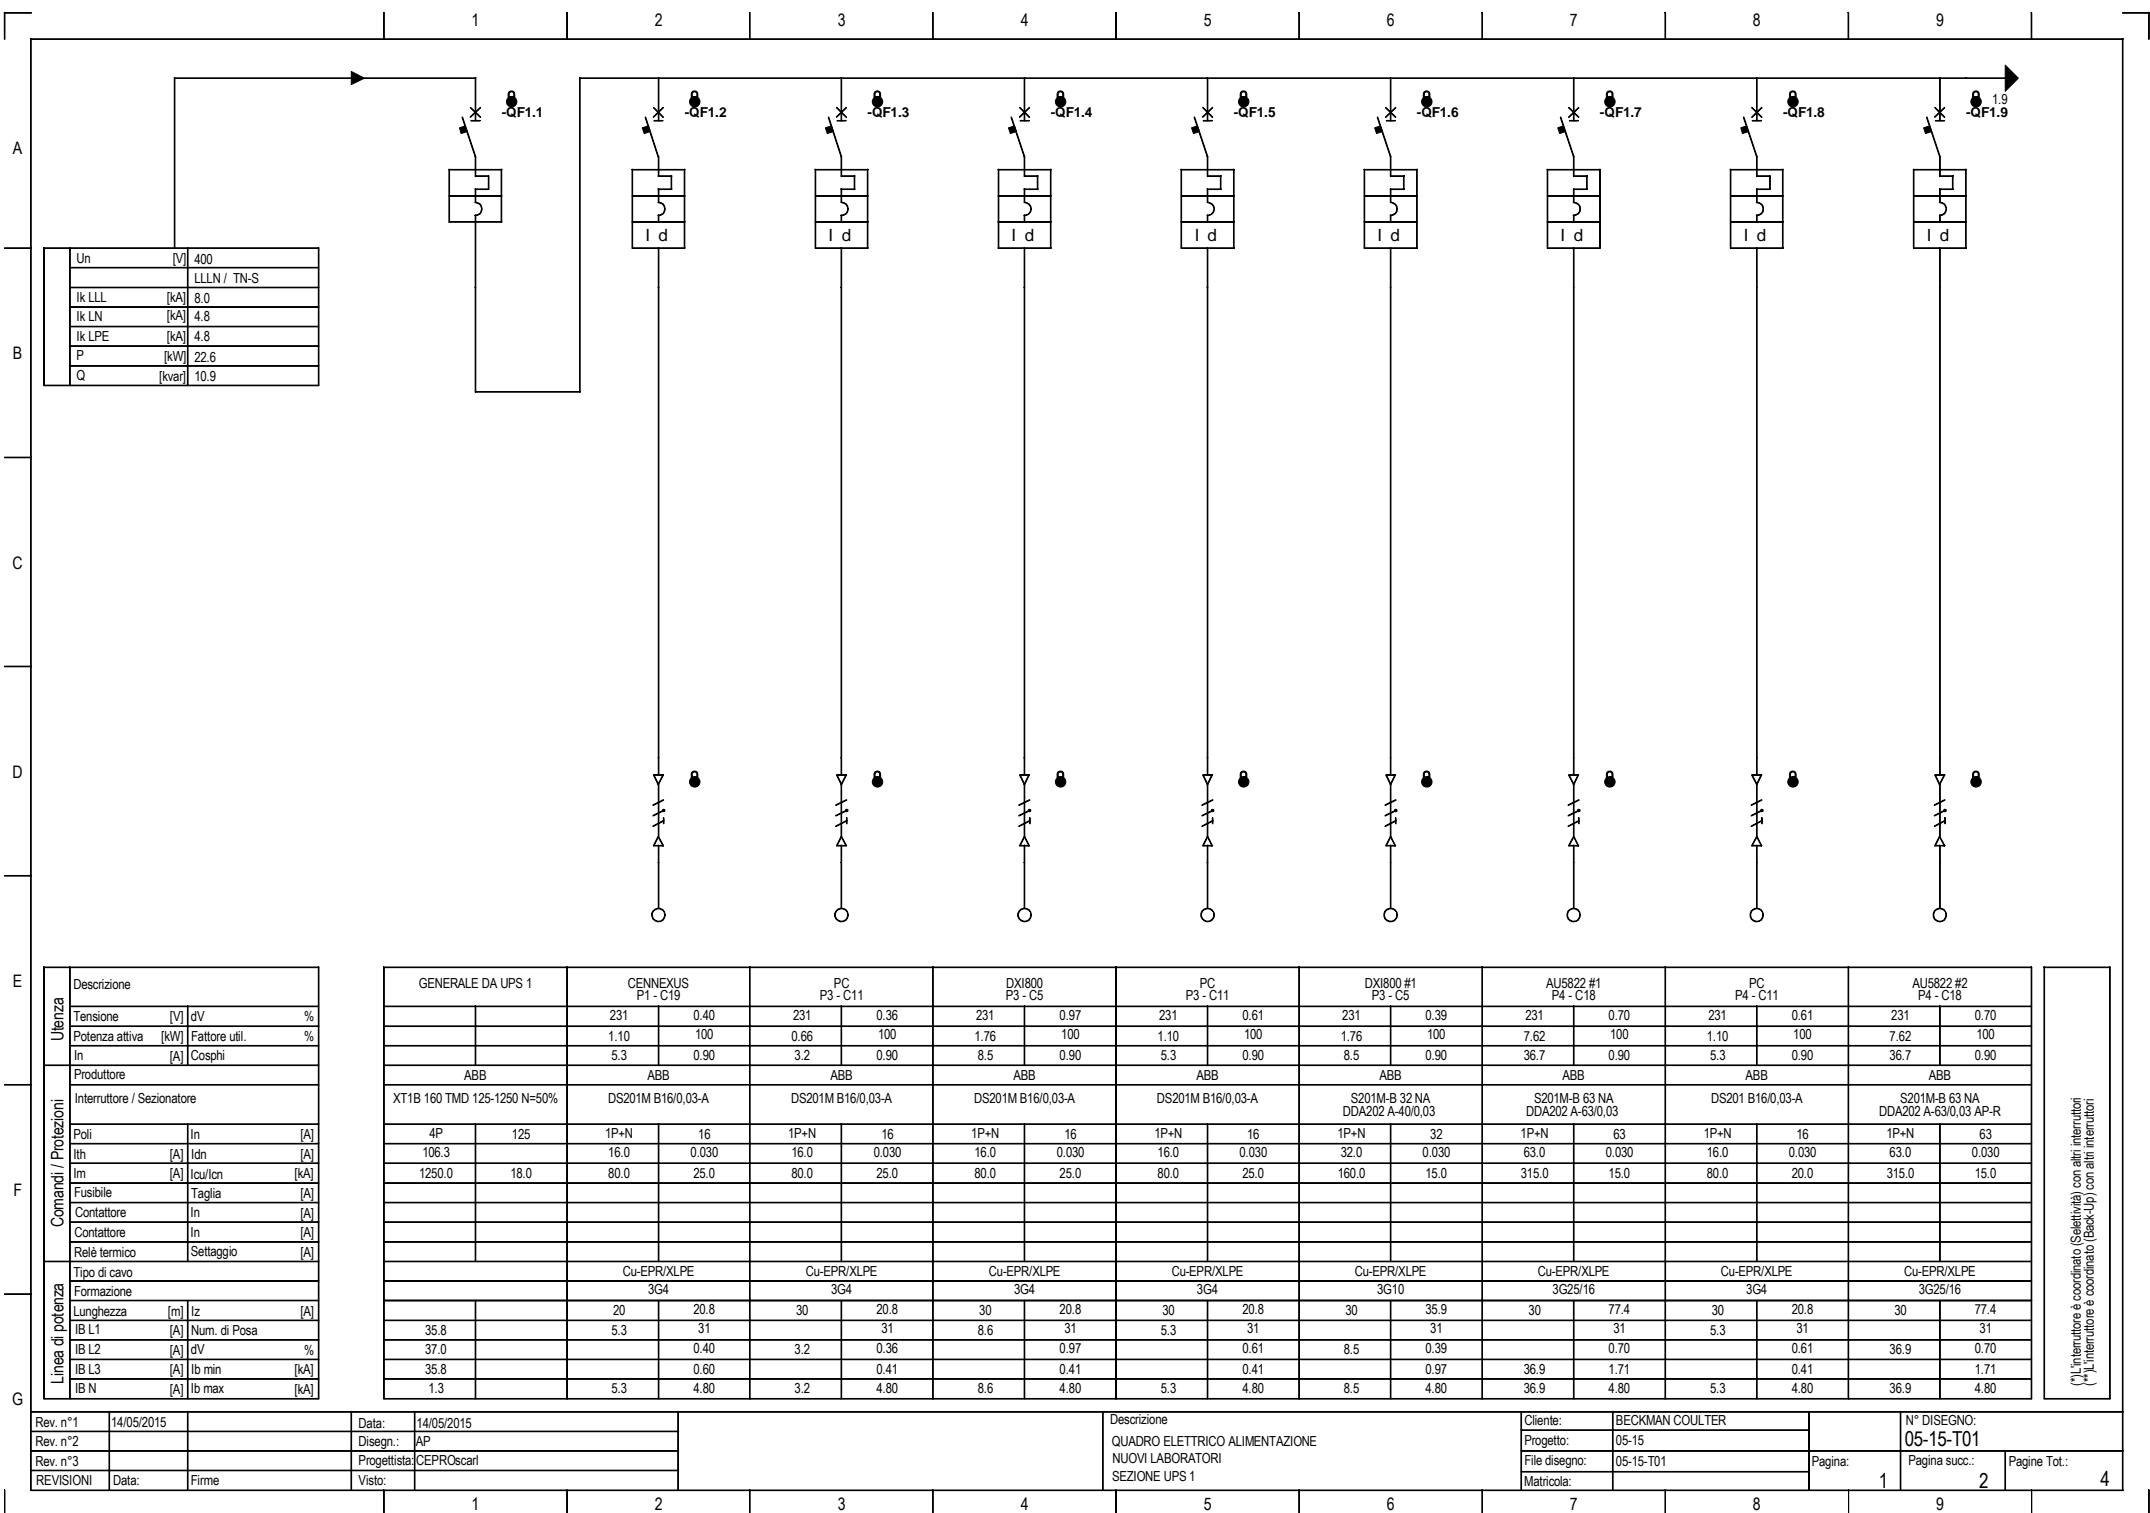 1 2 3 4 5 6 7 8 9
A
B
C
D
E
F
G
-QF1.1 -QF1.2 -QF1.3 -QF1.4 -QF1.5 -QF1.6 -QF1.7 -QF1.8 -QF1.9
1.9
I d I d I d I d I d I d I d I d
Un [V] 400
LLLN / TN-S
Ik LLL [kA] 8.0
Ik LN [kA] 4.8
Ik LPE [kA] 4.8
P [kW] 22.6
Q [kvar] 10.9
Utenza
Descrizione GENERALE DA UPS 1 CENNEXUS PC DXI800 PC DXI800 #1 AU5822 #1 PC AU5822 #2
P1 - C19 P3 - C11 P3 - C5 P3 - C11 P3 - C5 P4 - C18 P4 - C11 P4 - C18
Tensione [V] dV % 231 0.40 231 0.36 231 0.97 231 0.61 231 0.39 231 0.70 231 0.61 231 0.70
Potenza attiva [kW] Fattore util. % 1.10 100 0.66 100 1.76 100 1.10 100 1.76 100 7.62 100 1.10 100 7.62 100
In [A] Cosphi 5.3 0.90 3.2 0.90 8.5 0.90 5.3 0.90 8.5 0.90 36.7 0.90 5.3 0.90 36.7 0.90
Comandi / Protezioni
Produttore ABB ABB ABB ABB ABB ABB ABB ABB ABB
Interruttore / Sezionatore XT1B 160 TMD 125-1250 N=50% DS201M B16/0,03-A DS201M B16/0,03-A DS201M B16/0,03-A DS201M B16/0,03-A S201M-B 32 NA S201M-B 63 NA DS201 B16/0,03-A S201M-B 63 NA
DDA202 A-40/0,03 DDA202 A-63/0,03 DDA202 A-63/0,03 AP-R
Poli In [A] 4P 125 1P+N 16 1P+N 16 1P+N 16 1P+N 16 1P+N 32 1P+N 63 1P+N 16 1P+N 63
Ith [A] Idn [A] 106.3 16.0 0.030 16.0 0.030 16.0 0.030 16.0 0.030 32.0 0.030 63.0 0.030 16.0 0.030 63.0 0.030
Im [A] Icu/Icn [kA] 1250.0 18.0 80.0 25.0 80.0 25.0 80.0 25.0 80.0 25.0 160.0 15.0 315.0 15.0 80.0 20.0 315.0 15.0
Fusibile Taglia [A]
Contattore In [A]
Contattore In [A]
Relè termico Settaggio [A]
Linea di potenza
Tipo di cavo Cu-EPR/XLPE Cu-EPR/XLPE Cu-EPR/XLPE Cu-EPR/XLPE Cu-EPR/XLPE Cu-EPR/XLPE Cu-EPR/XLPE Cu-EPR/XLPE
Formazione 3G4 3G4 3G4 3G4 3G10 3G25/16 3G4 3G25/16
Lunghezza [m] Iz [A] 20 20.8 30 20.8 30 20.8 30 20.8 30 35.9 30 77.4 30 20.8 30 77.4
IB L1 [A] Num. di Posa 35.8 5.3 31 31 8.6 31 5.3 31 31 31 5.3 31 31
IB L2 [A] dV % 37.0 0.40 3.2 0.36 0.97 0.61 8.5 0.39 0.70 0.61 36.9 0.70
IB L3 [A] Ib min [kA] 35.8 0.60 0.41 0.41 0.41 0.97 36.9 1.71 0.41 1.71
IB N [A] Ib max [kA] 1.3 5.3 4.80 3.2 4.80 8.6 4.80 5.3 4.80 8.5 4.80 36.9 4.80 5.3 4.80 36.9 4.80
(*)L'interruttore è coordinato (Selettività) con altri interruttori
(**)L'interruttore è coordinato (Back-Up) con altri interruttori
Rev. n°1 14/05/2015
Rev. n°2
Rev. n°3
REVISIONI Data: Firme
Data: 14/05/2015
Disegn.: AP
Progettista: CEPROscarl
Visto:
Descrizione
QUADRO ELETTRICO ALIMENTAZIONE
NUOVI LABORATORI
SEZIONE UPS 1
Cliente: BECKMAN COULTER
Progetto: 05-15
File disegno: 05-15-T01
Matricola:
N° DISEGNO:
05-15-T01
Pagina: 1
Pagina succ.: 2
Pagine Tot.: 4
1 2 3 4 5 6 7 8 9